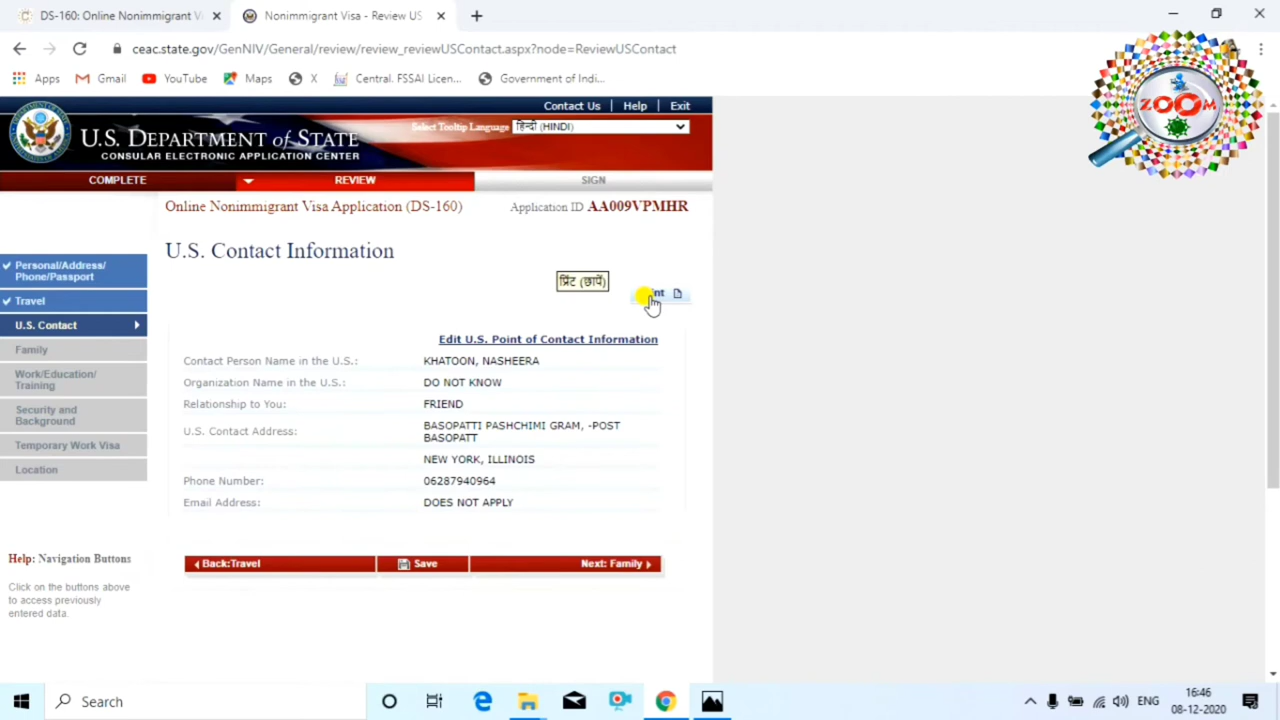 DS-160: Online Nonimmigrant V
Nonimmigrant Visa - Review US
ceac.state.gov/GenNIV/General/review/review_reviewUSContact.aspx?node=ReviewUSContact
Apps
Gmail
YouTube
Maps
X
Central. FSSAI Licen...
Government of Indi...
ZOOM
Contact Us | Help | Exit
U.S. DEPARTMENT of STATE
CONSULAR ELECTRONIC APPLICATION CENTER
Select Tooltip Language हिन्दी (HINDI)
COMPLETE
REVIEW
SIGN
Online Nonimmigrant Visa Application (DS-160)
Application ID AA009VPMHR
U.S. Contact Information
Personal/Address/
Phone/Passport
Travel
U.S. Contact
Family
Work/Education/
Training
Security and
Background
Temporary Work Visa
Location
प्रिंट (छापें)
Edit U.S. Point of Contact Information
Contact Person Name in the U.S.: KHATOON, NASHEERA
Organization Name in the U.S.: DO NOT KNOW
Relationship to You: FRIEND
U.S. Contact Address: BASOPATTI PASHCHIMI GRAM, -POST
BASOPATT
NEW YORK, ILLINOIS
Phone Number: 06287940964
Email Address: DOES NOT APPLY
Back:Travel
Save
Next: Family
Help: Navigation Buttons
Click on the buttons above
to access previously
entered data.
Search
ENG
16:46
08-12-2020